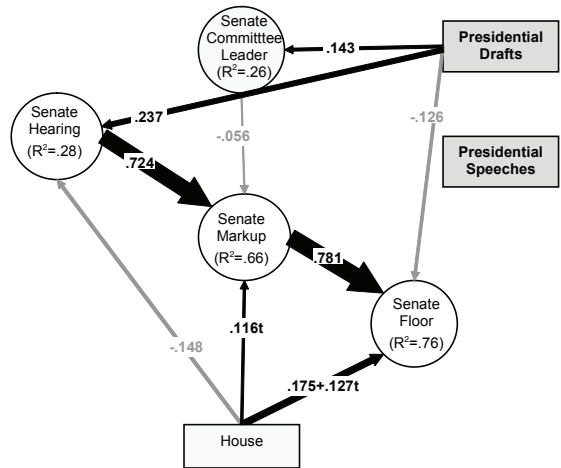 Senate
Committtee
Leader
(R²=.26)
.143
Presidential
Drafts
.237
Senate
Hearing
(R²=.28)
-.056
-.126
.724
Presidential
Speeches
Senate
Markup
(R²=.66)
.781
Senate
Floor
(R²=.76)
.116t
-.148
.175+.127t
House